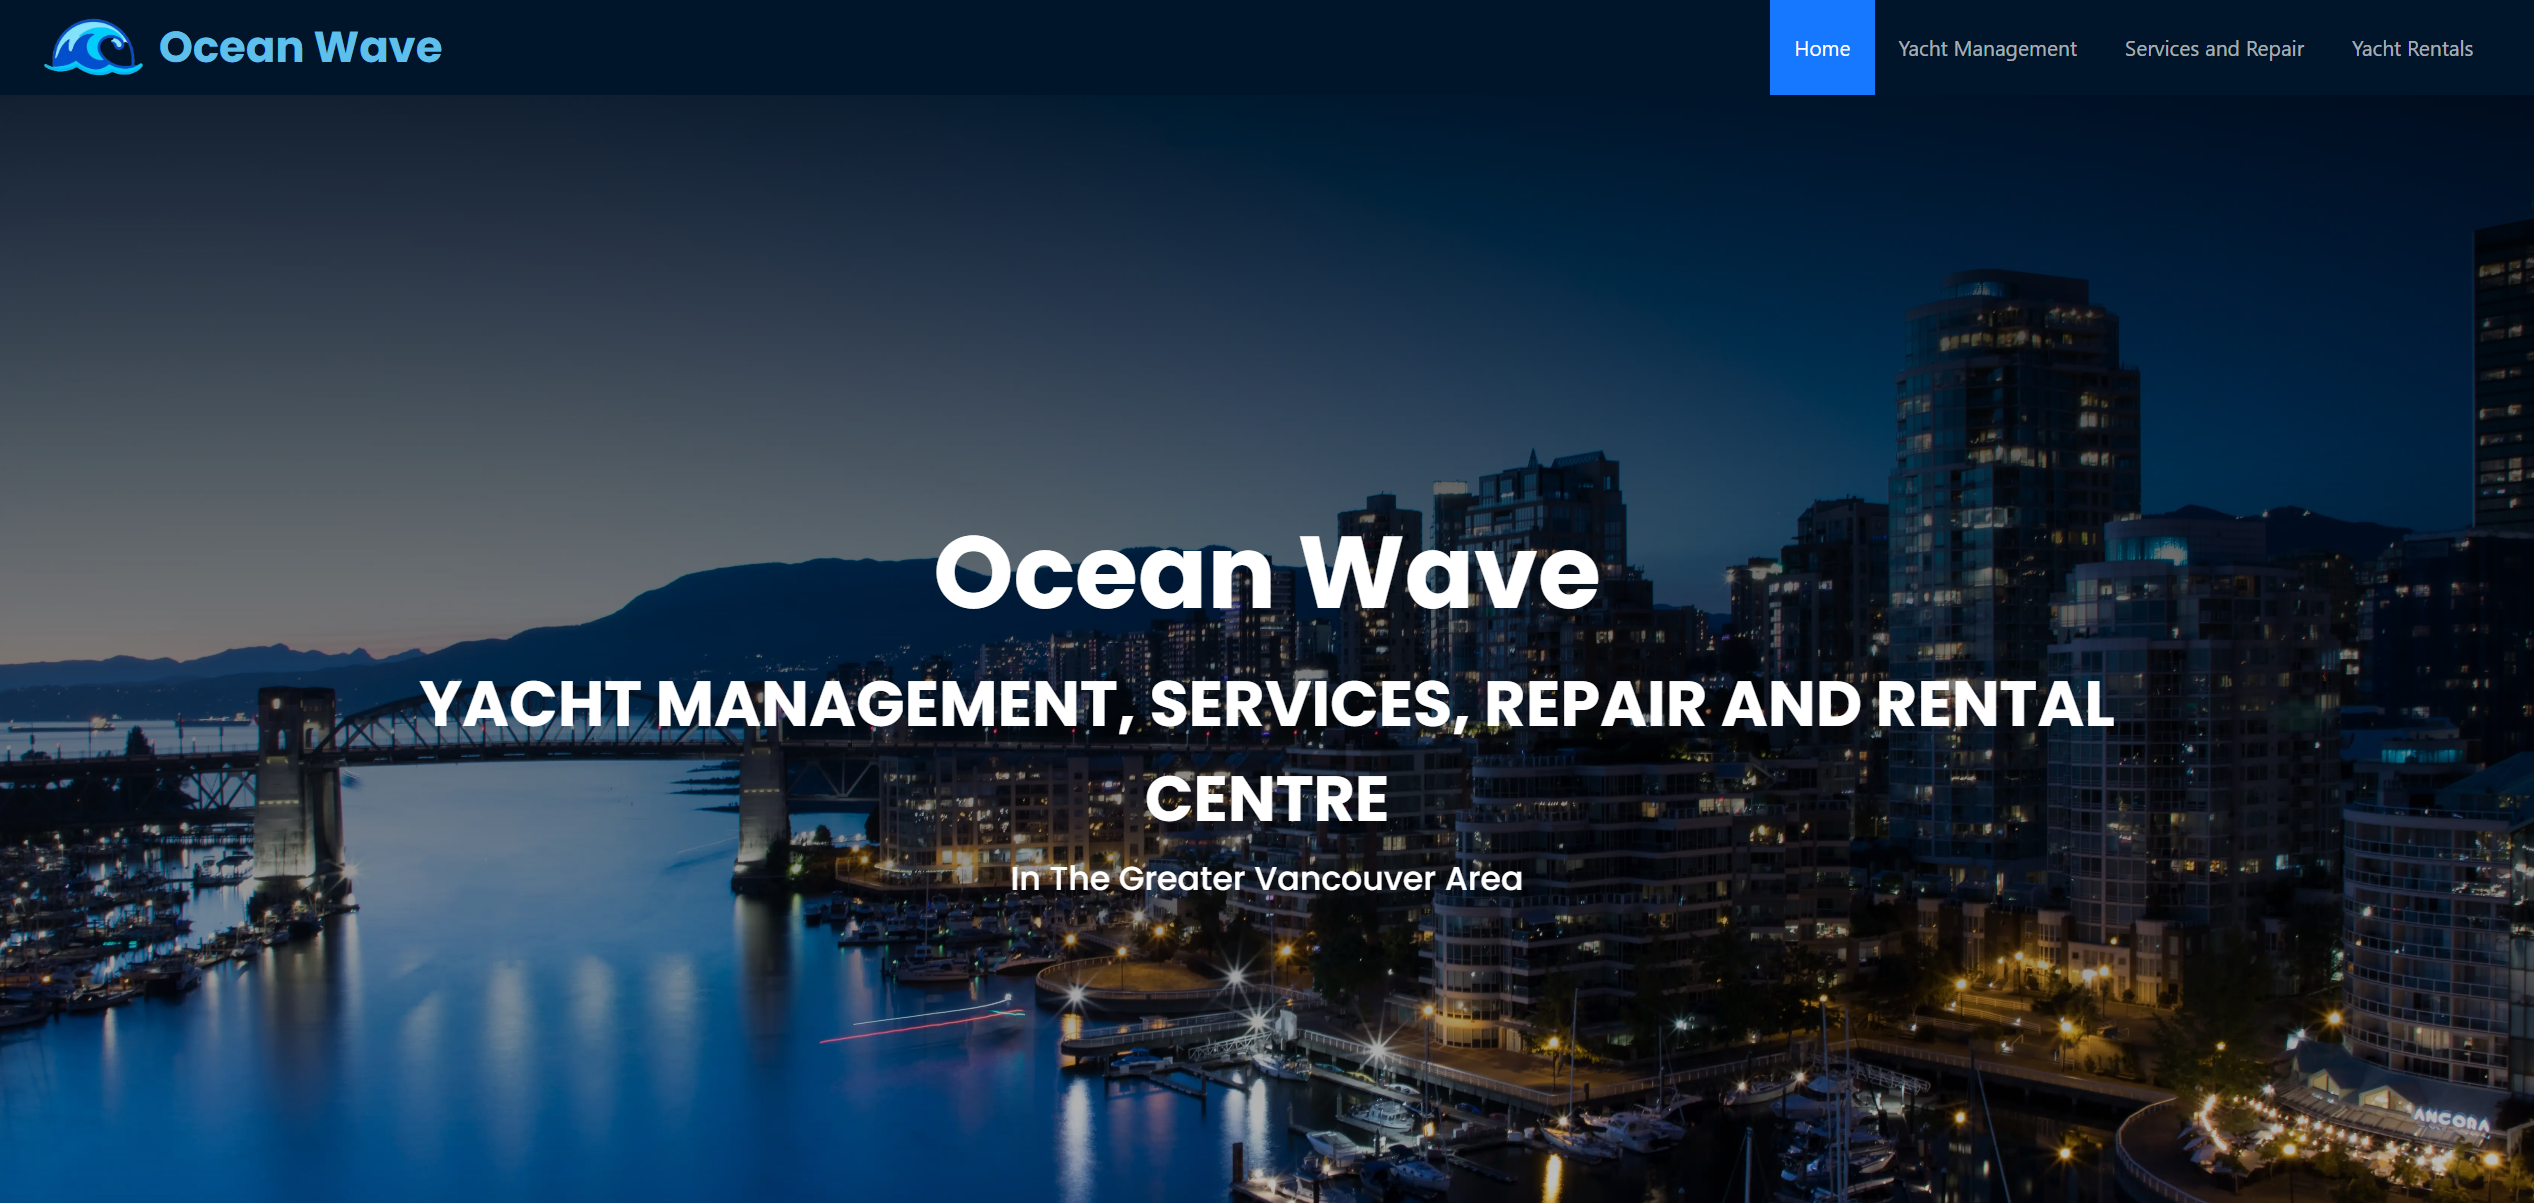 Ocean Wave
Home Yacht Management Services and Repair Yacht Rentals
Ocean Wave
YACHT MANAGEMENT, SERVICES, REPAIR AND RENTAL
CENTRE
In The Greater Vancouver Area
ANCORA